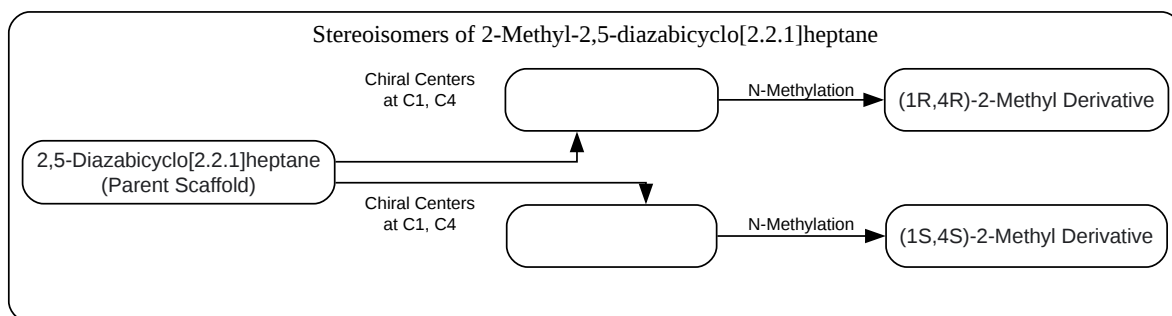 Stereoisomers of 2-Methyl-2,5-diazabicyclo[2.2.1]heptane
Chiral Centers
at C1, C4
N-Methylation
(1R,4R)-2-Methyl Derivative
2,5-Diazabicyclo[2.2.1]heptane
(Parent Scaffold)
Chiral Centers
at C1, C4
N-Methylation
(1S,4S)-2-Methyl Derivative